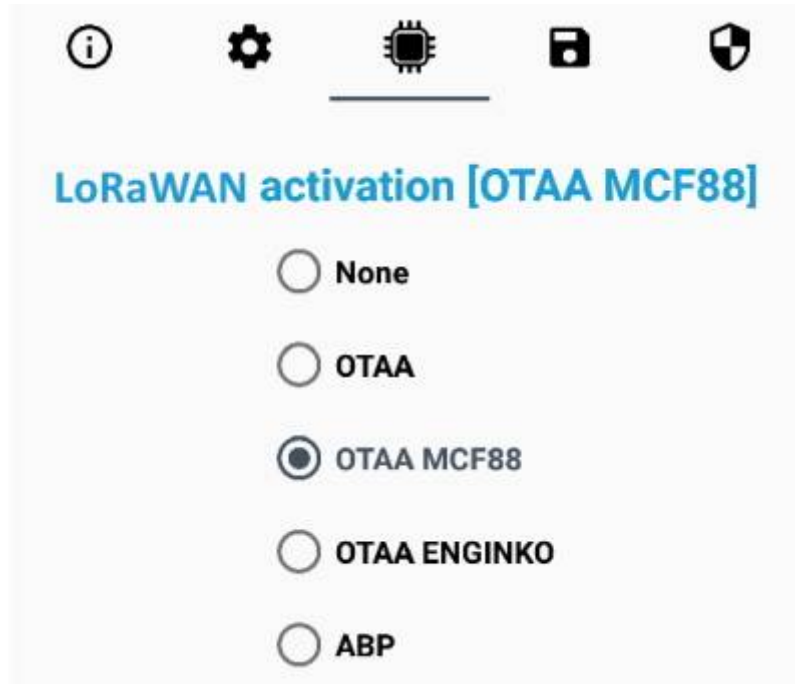 LoRaWAN activation [OTAA MCF88]
None
OTAA
OTAA MCF88
OTAA ENGINKO
ABP